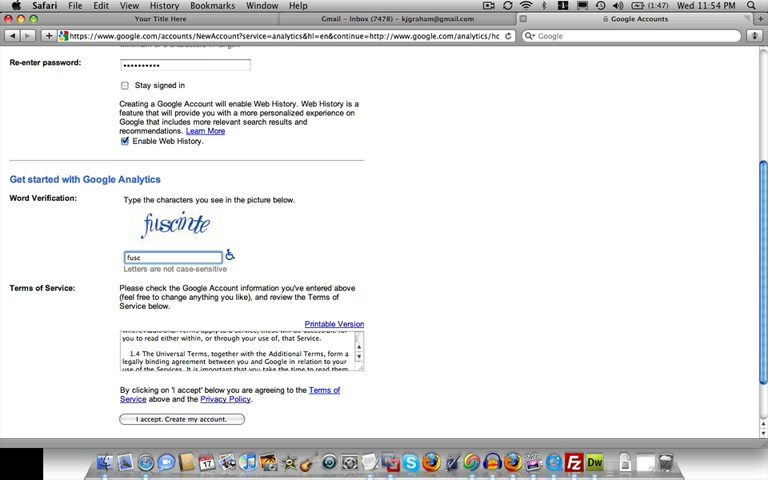 Safari File Edit View History Bookmarks Window Help
(1:47) Wed 11:54 PM
Your Title Here
Gmail - Inbox (7478) - kjgraham@gmail.com
Google Accounts
https://www.google.com/accounts/NewAccount?service=analytics&hl=en&continue=http://www.google.com/analytics/hc
Google
Re-enter password:
Stay signed in
Creating a Google Account will enable Web History. Web History is a
feature that will provide you with a more personalized experience on
Google that includes more relevant search results and
recommendations. Learn More
Enable Web History.
Get started with Google Analytics
Word Verification:
Type the characters you see in the picture below.
fuscinte
fusc
Letters are not case-sensitive
Terms of Service:
Please check the Google Account information you've entered above
(feel free to change anything you like), and review the Terms of
Service below.
Printable Version
you to read either within, or through your use of, that Service.
1.4 The Universal Terms, together with the Additional Terms, form a
legally binding agreement between you and Google in relation to your
use of the Services. It is important that you take the time to read them
By clicking on 'I accept' below you are agreeing to the Terms of
Service above and the Privacy Policy.
I accept. Create my account.
17
Fz
Dw